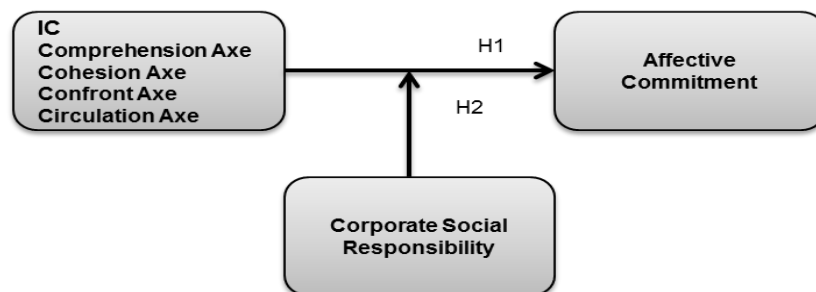 IC
Comprehension Axe
Cohesion Axe
Confront Axe
Circulation Axe
H1
Affective
Commitment
H2
Corporate Social
Responsibility